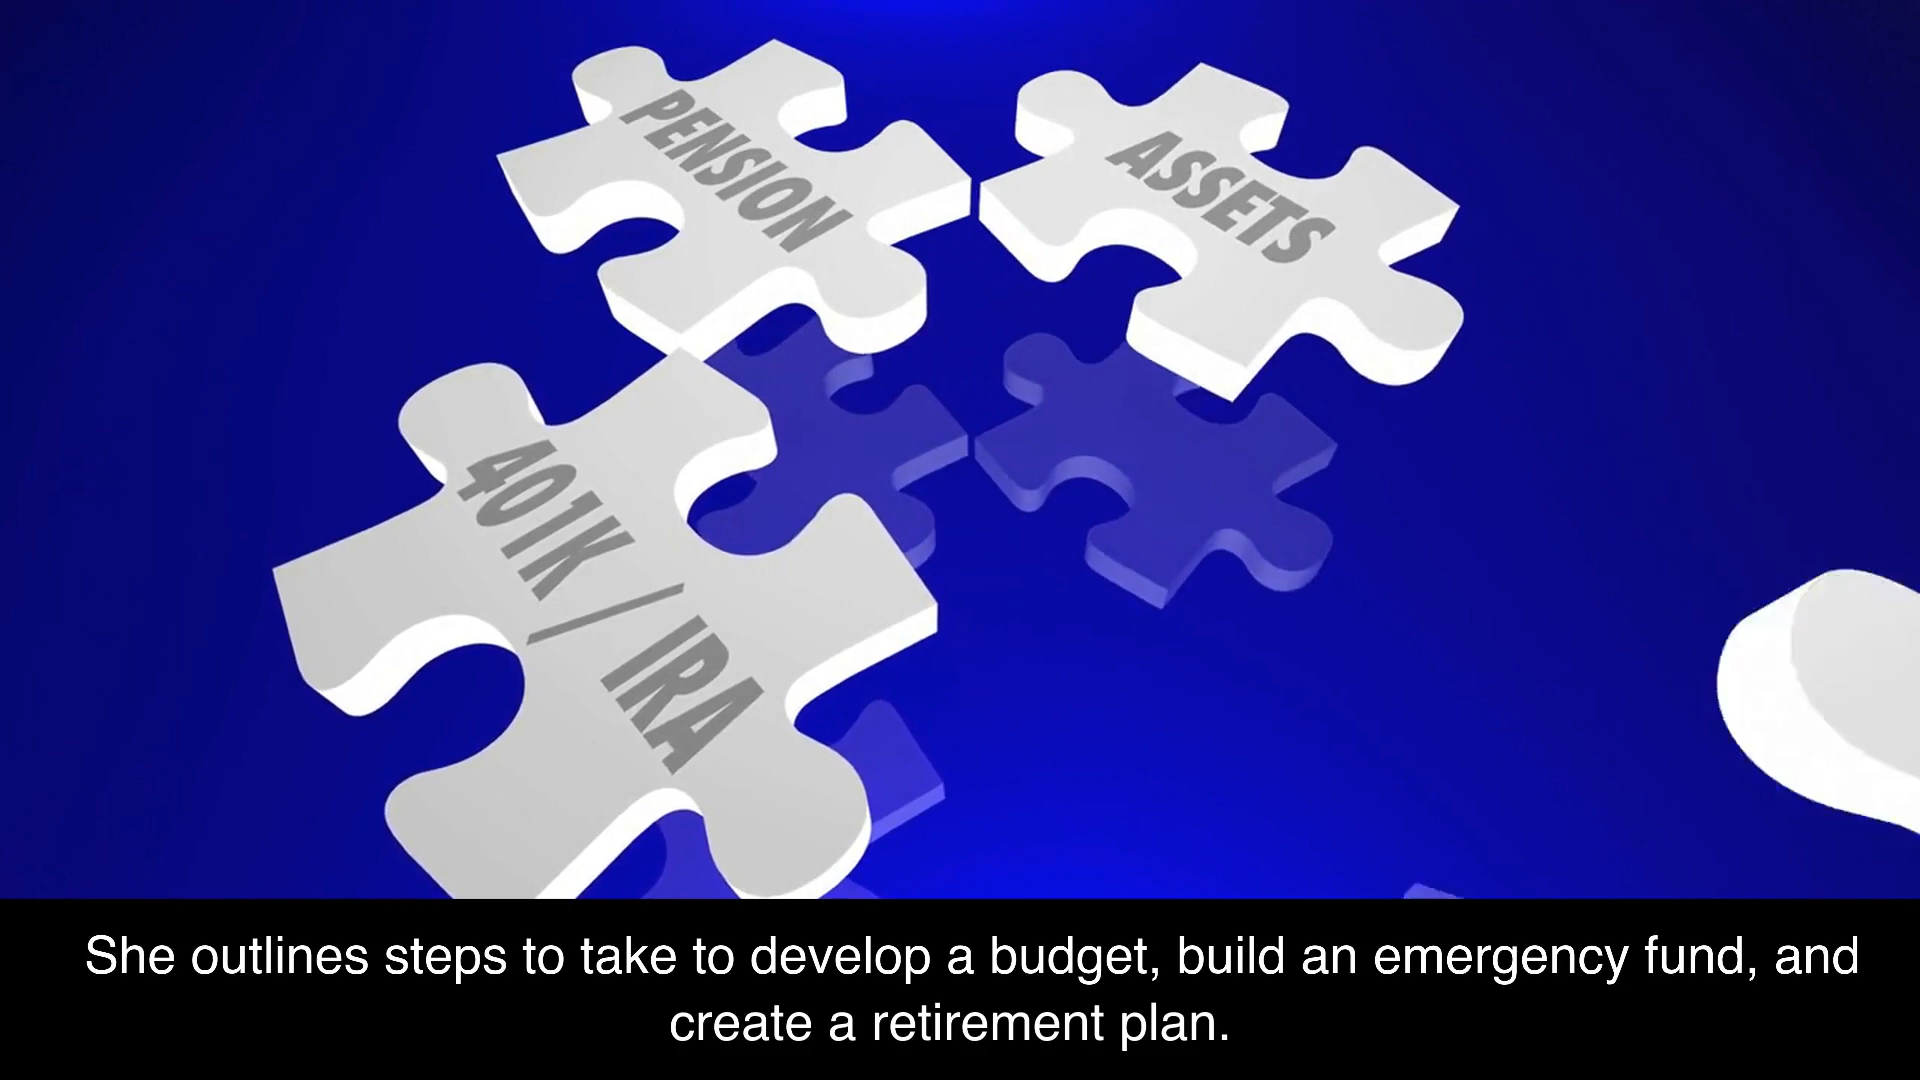 PENSION
ASSETS
401K / IRA
She outlines steps to take to develop a budget, build an emergency fund, and
create a retirement plan.